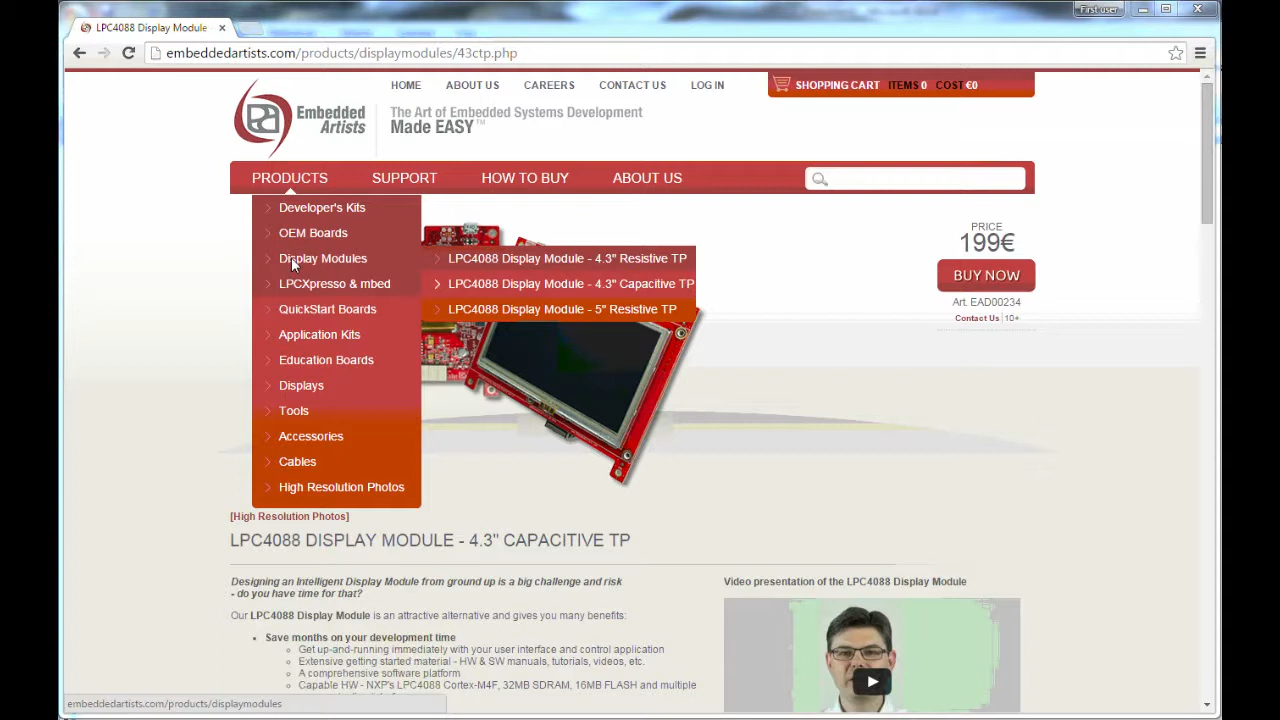 LPC4088 Display Module
First user
embeddedartists.com/products/displaymodules/43ctp.php
HOME ABOUT US CAREERS CONTACT US LOG IN
SHOPPING CART ITEMS 0 COST €0
Embedded
Artists
The Art of Embedded Systems Development
Made EASY™
PRODUCTS SUPPORT HOW TO BUY ABOUT US
Developer's Kits
OEM Boards
Display Modules
LPCXpresso & mbed
QuickStart Boards
Application Kits
Education Boards
Displays
Tools
Accessories
Cables
High Resolution Photos
LPC4088 Display Module - 4.3" Resistive TP
LPC4088 Display Module - 4.3" Capacitive TP
LPC4088 Display Module - 5" Resistive TP
PRICE
199€
BUY NOW
Art. EAD00234
Contact Us | 10+
[High Resolution Photos]
LPC4088 DISPLAY MODULE - 4.3" CAPACITIVE TP
Designing an Intelligent Display Module from ground up is a big challenge and risk
- do you have time for that?
Our LPC4088 Display Module is an attractive alternative and gives you many benefits:
Save months on your development time
Get up-and-running immediately with your user interface and control application
Extensive getting started material - HW & SW manuals, tutorials, videos, etc.
A comprehensive software platform
Capable HW - NXP's LPC4088 Cortex-M4F, 32MB SDRAM, 16MB FLASH and multiple
Video presentation of the LPC4088 Display Module
embeddedartists.com/products/displaymodules